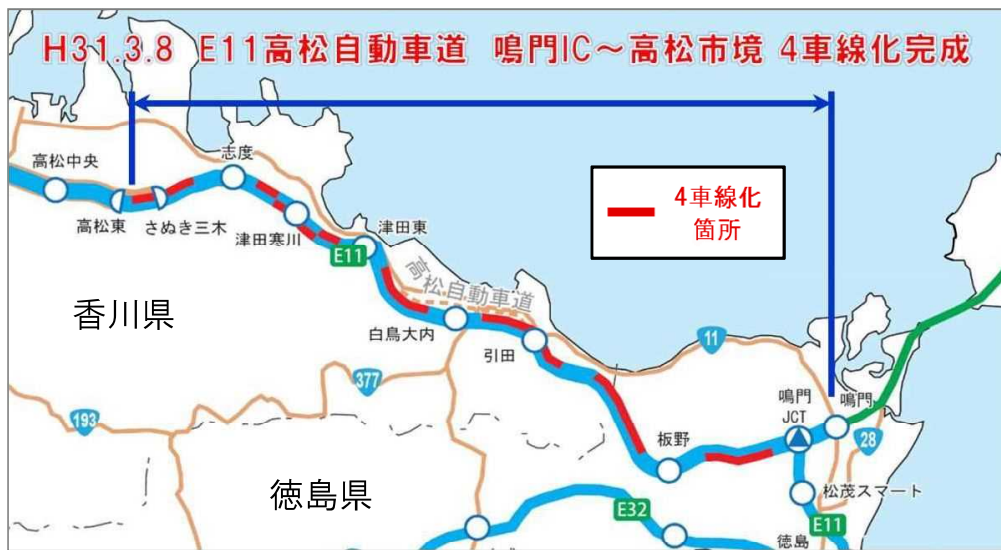 H31.3.8 E11高松自動車道 鳴門IC～高松市境 4車線化完成
高松中央
志度
4車線化
箇所
高松東
さぬき三木
津田寒川
津田東
E11
高松自動車道
香川県
白鳥大内
引田
11
377
193
鳴門
JCT
鳴門
28
板野
徳島県
松茂スマート
E32
E11
徳島